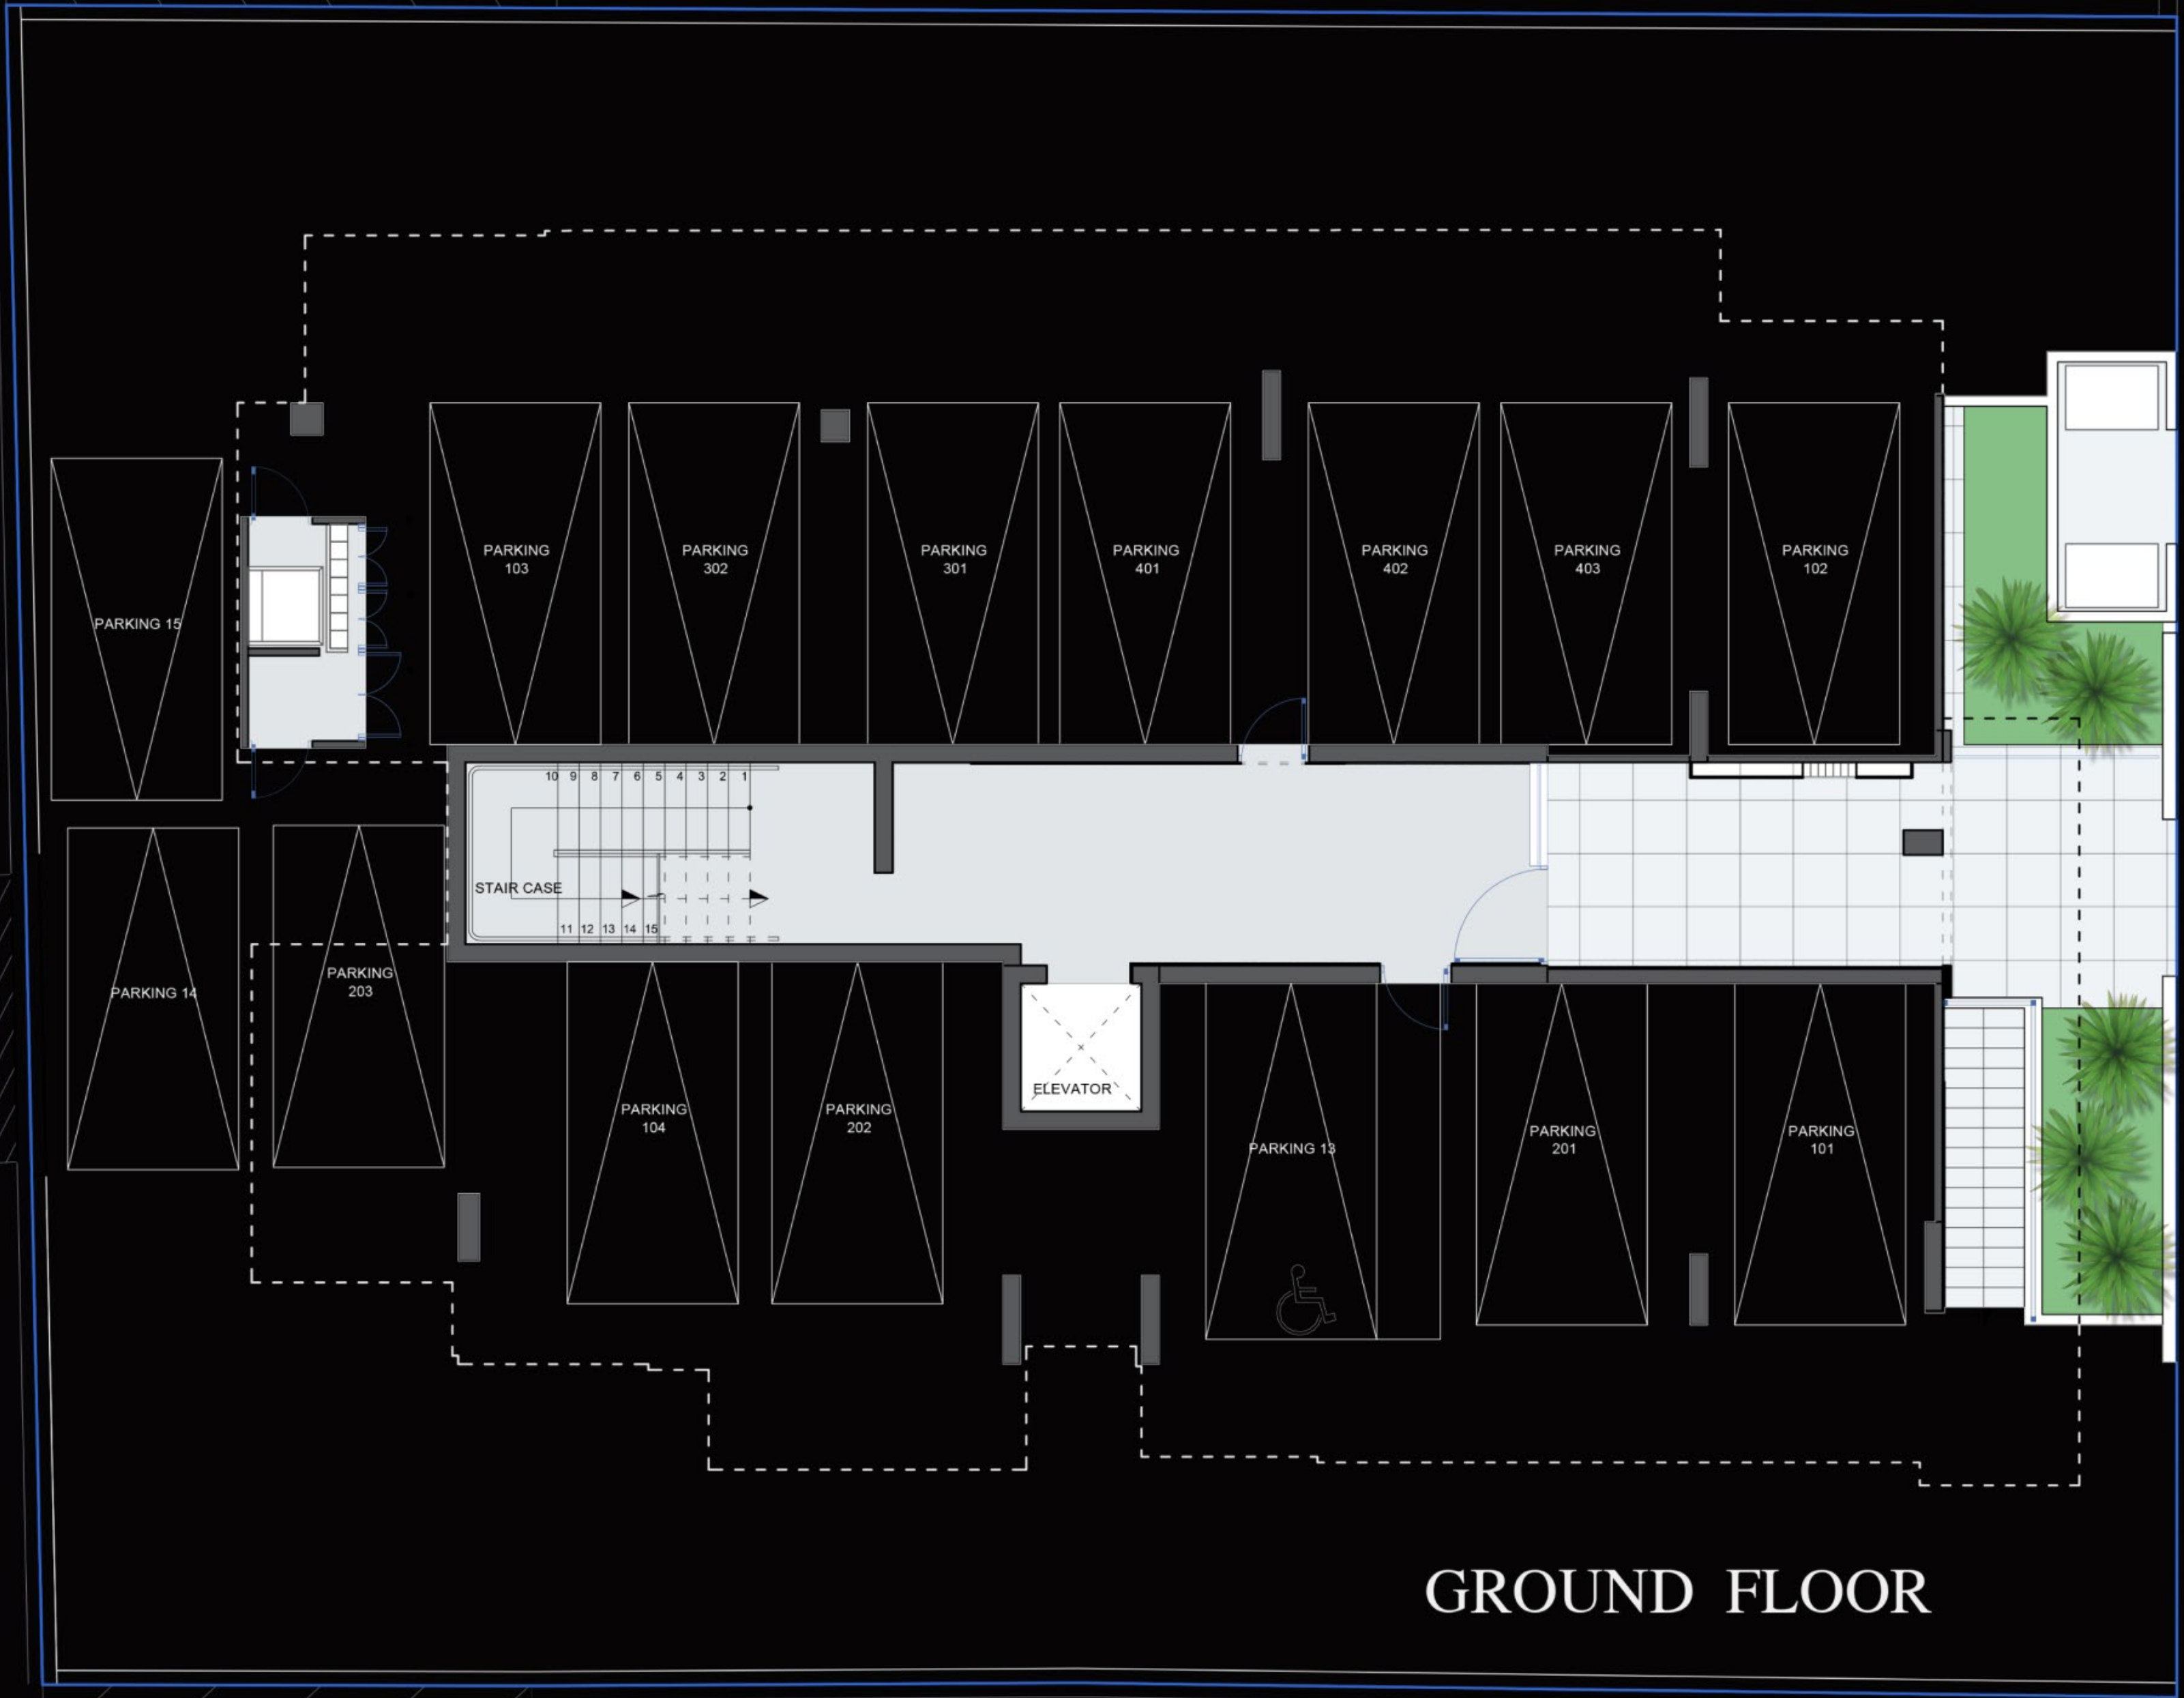 PARKING
103
PARKING
302
PARKING
301
PARKING
401
PARKING
402
PARKING
403
PARKING
102
PARKING 15
10 9 8 7 6 5 4 3 2 1
STAIR CASE
11 12 13 14 15
PARKING 14
PARKING
203
PARKING
104
PARKING
202
ELEVATOR
PARKING 13
PARKING
201
PARKING
101
GROUND FLOOR